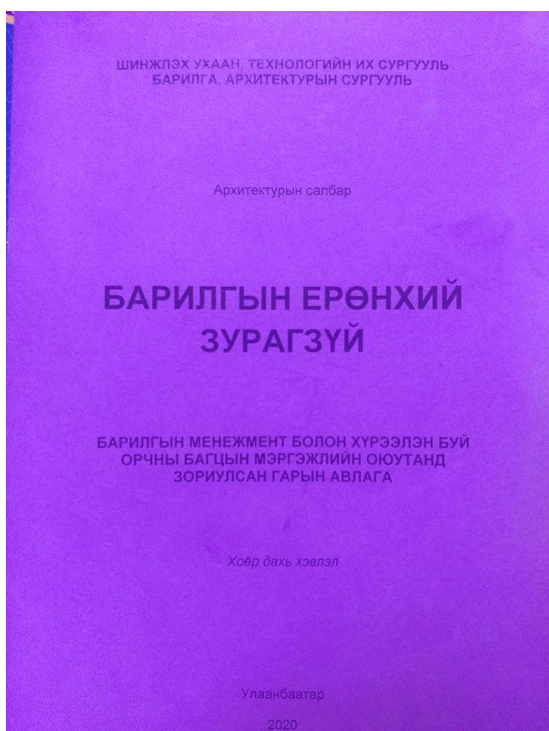 ШИНЖЛЭХ УХААН, ТЕХНОЛОГИЙН ИХ СУРГУУЛЬ
БАРИЛГА, АРХИТЕКТУРЫН СУРГУУЛЬ
Архитектурын салбар
БАРИЛГЫН ЕРӨНХИЙ
ЗУРАГЗҮЙ
БАРИЛГЫН МЕНЕЖМЕНТ БОЛОН ХҮРЭЭЛЭН БУЙ
ОРЧНЫ БАГЦЫН МЭРГЭЖЛИЙН ОЮУТАНД
ЗОРИУЛСАН ГАРЫН АВЛАГА
Хоёр дахь хэвлэл
Улаанбаатар
2020